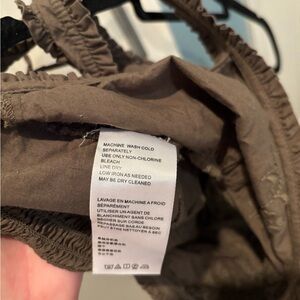 MACHINE WASH COLD
SEPARATELY
USE ONLY NON-CHLORINE
BLEACH
LINE DRY
LOW IRON AS NEEDED
MAY BE DRY CLEANED
LAVAGE EN MACHINE A FROID
SÉPARÉMENT
UTILISER UN AGENT DE
BLANCHIMENT SANS CHLORE
SÉCHER SUR CORDE
REPASSAGE BAS AU BESOIN
PEUT ÊTRE NETTOYER À SEC